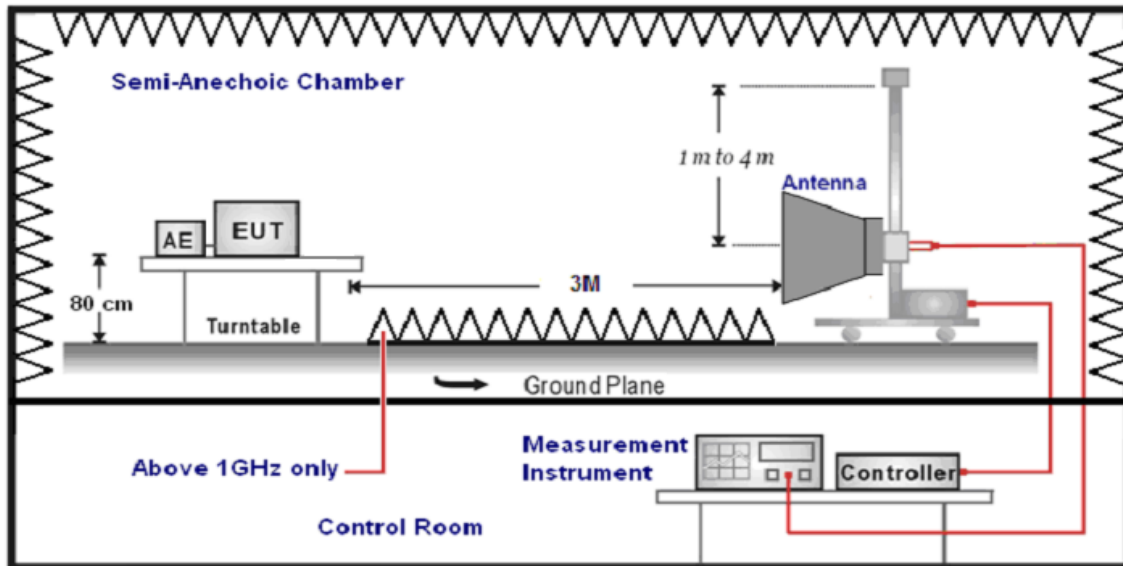 Semi-Anechoic Chamber
1 m to 4 m
Antenna
AE
EUT
3M
80 cm
Turntable
Ground Plane
Above 1GHz only
Measurement
Instrument
Controller
Control Room